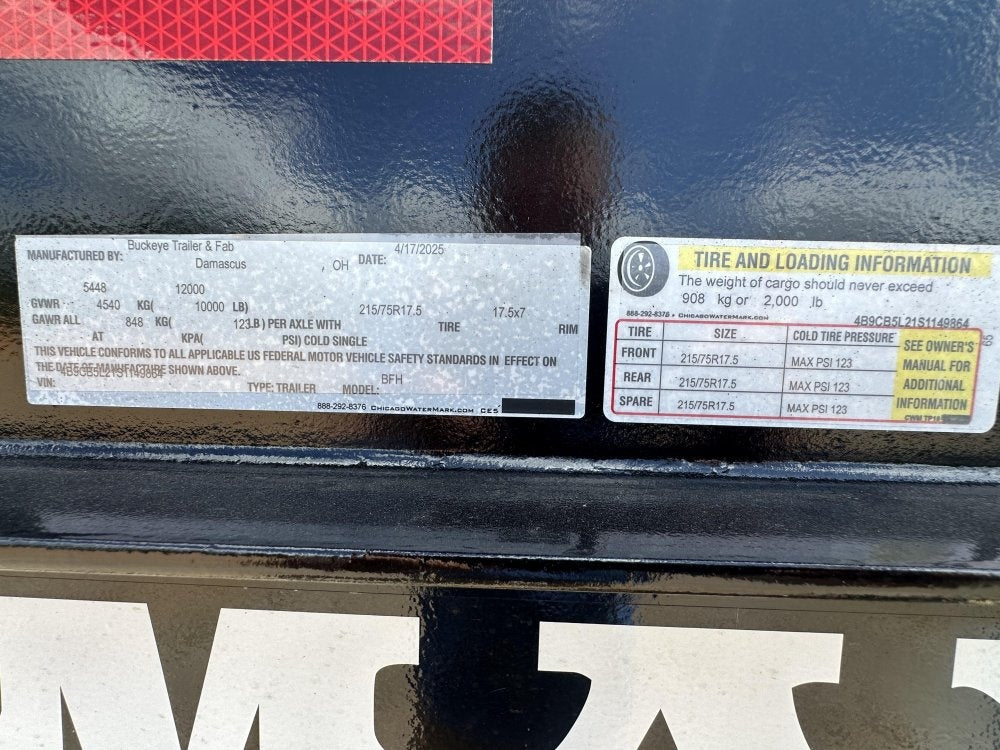 Buckeye Trailer & Fab
MANUFACTURED BY: Damascus , OH DATE: 4/17/2025
5448 12000
GVWR 4540 KG( 10000 LB) 215/75R17.5 17.5x7
GAWR ALL 848 KG( 123.B ) PER AXLE WITH TIRE RIM
AT KPA( PSI) COLD SINGLE
THIS VEHICLE CONFORMS TO ALL APPLICABLE US FEDERAL MOTOR VEHICLE SAFETY STANDARDS IN EFFECT ON
THE DATE OF MANUFACTURE SHOWN ABOVE.
VIN: TYPE: TRAILER MODEL: BFH
888-292-8376 CHICAGOWATERMARK.COM CES
TIRE AND LOADING INFORMATION
The weight of cargo should never exceed
908 kg or 2,000 lb
888-292-8376 • CHICAGOWATERMARK.COM 4B9CB5L21S1149864
TIRE SIZE COLD TIRE PRESSURE
FRONT 215/75R17.5 MAX PSI 123
REAR 215/75R17.5 MAX PSI 123
SPARE 215/75R17.5 MAX PSI 123
SEE OWNER'S
MANUAL FOR
ADDITIONAL
INFORMATION